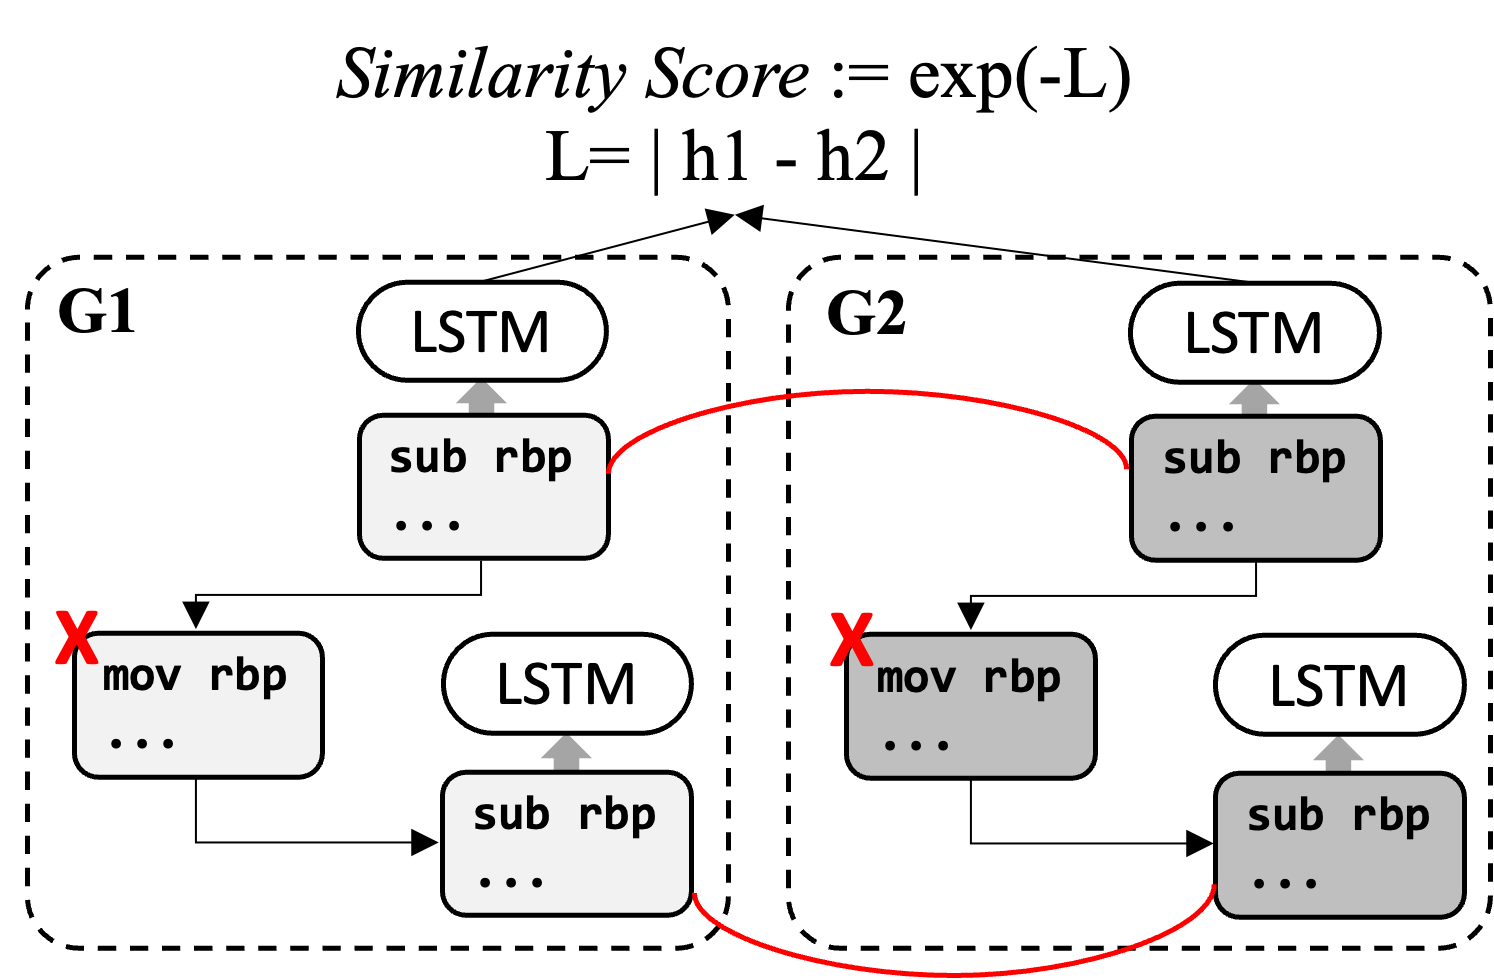 Similarity Score := exp(-L)
L= | h1 - h2 |
G1
LSTM
sub rbp
...
X
mov rbp
...
LSTM
sub rbp
...
G2
LSTM
sub rbp
...
X
mov rbp
...
LSTM
sub rbp
...